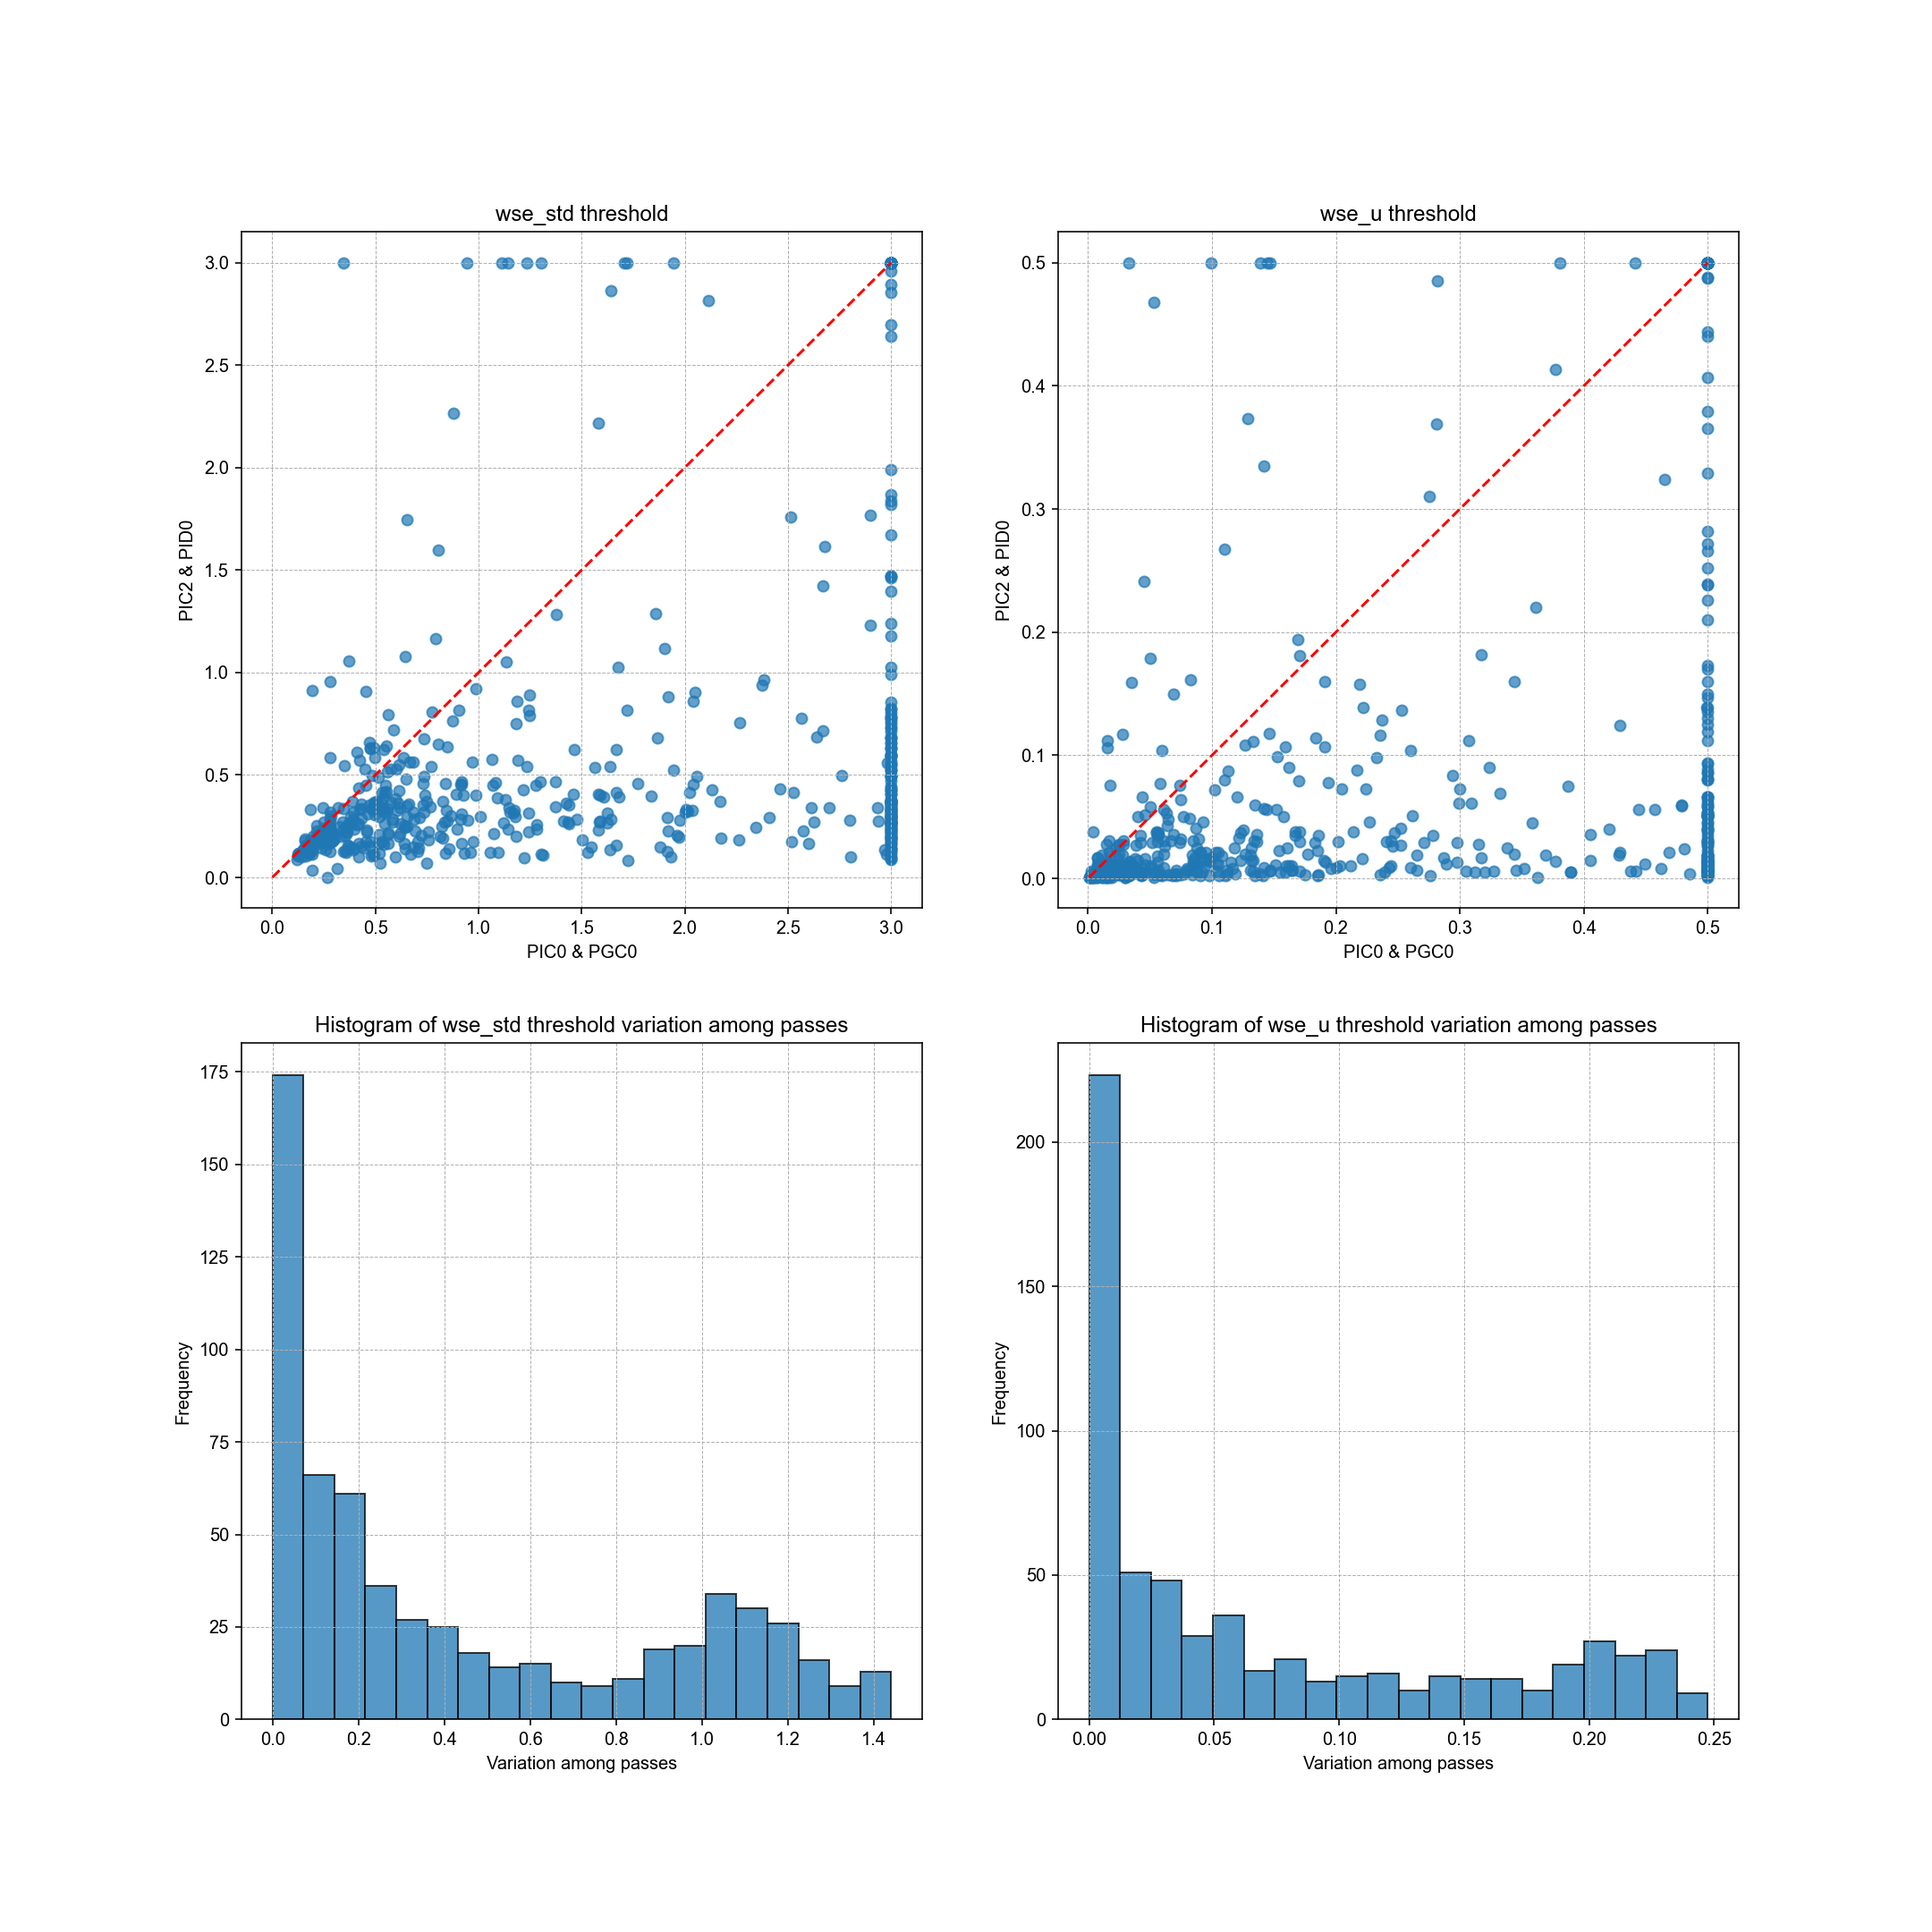 wse_std threshold
3.0
2.5
2.0
1.5
1.0
0.5
0.0
PIC2 & PID0
0.0 0.5 1.0 1.5 2.0 2.5 3.0
PIC0 & PGC0
wse_u threshold
0.5
0.4
0.3
0.2
0.1
0.0
PIC2 & PID0
0.0 0.1 0.2 0.3 0.4 0.5
PIC0 & PGC0
Histogram of wse_std threshold variation among passes
175
150
125
100
75
50
25
0
Frequency
0.0 0.2 0.4 0.6 0.8 1.0 1.2 1.4
Variation among passes
Histogram of wse_u threshold variation among passes
200
150
100
50
0
Frequency
0.00 0.05 0.10 0.15 0.20 0.25
Variation among passes